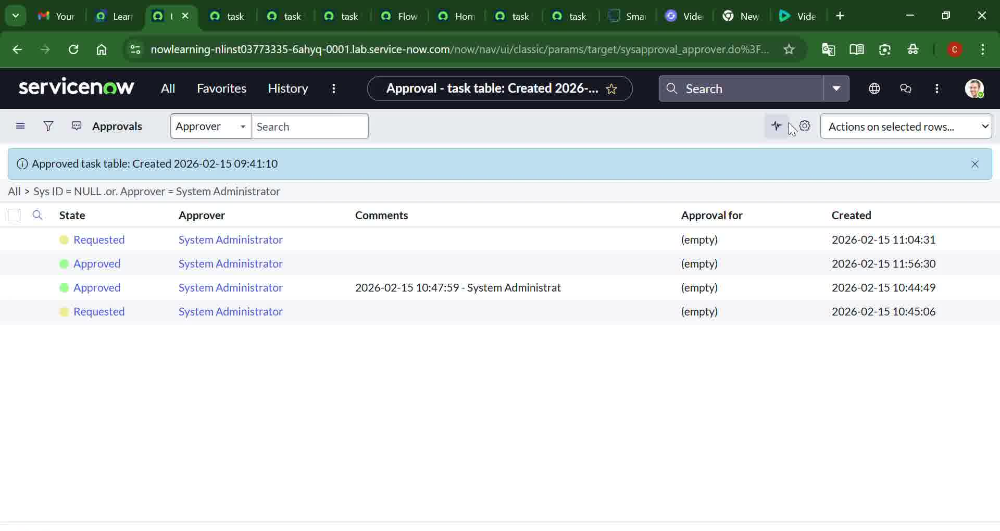 Your
Lear
task
task
task
Flow
Hom
task
task
Sma
Vide
New
Vide
nowlearning-nlinst03773335-6ahyq-0001.lab.service-now.com/now/nav/ui/classic/params/target/sysapproval_approver.do%3F...
C
servicenow
All
Favorites
History
Approval - task table: Created 2026-...
Search
Approvals
Approver
Search
Actions on selected rows...
Approved task table: Created 2026-02-15 09:41:10
All > Sys ID = NULL .or. Approver = System Administrator
State Approver Comments Approval for Created
Requested System Administrator (empty) 2026-02-15 11:04:31
Approved System Administrator (empty) 2026-02-15 11:56:30
Approved System Administrator 2026-02-15 10:47:59 - System Administrat (empty) 2026-02-15 10:44:49
Requested System Administrator (empty) 2026-02-15 10:45:06